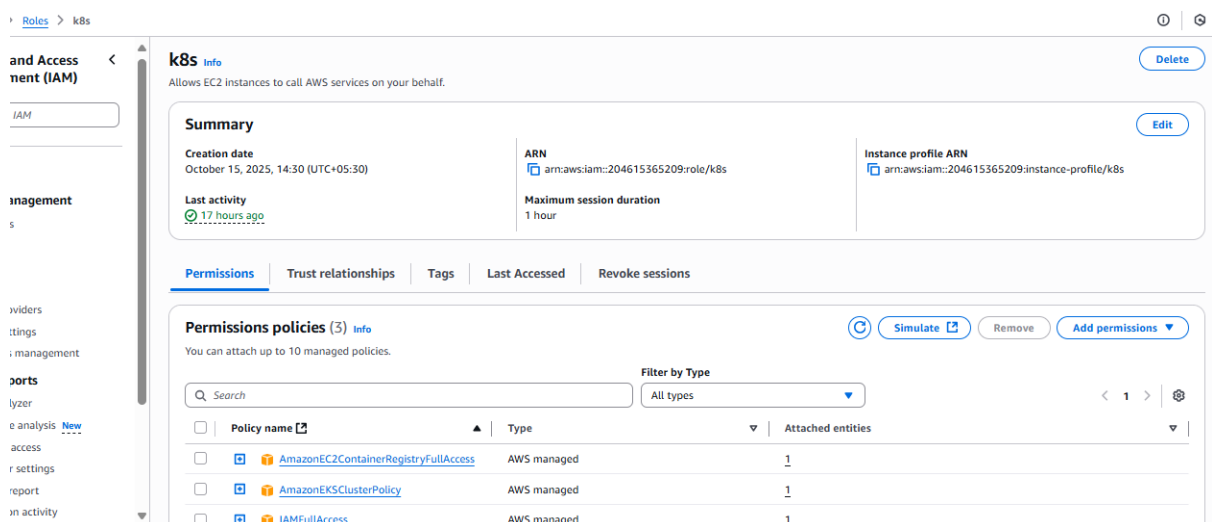 Roles > k8s
and Access
ment (IAM)
IAM
anagement
s
oviders
ttings
s management
ports
lyzer
e analysis New
access
r settings
report
on activity
k8s Info
Delete
Allows EC2 instances to call AWS services on your behalf.
Summary
Edit
Creation date
October 15, 2025, 14:30 (UTC+05:30)
ARN
arn:aws:iam::204615365209:role/k8s
Instance profile ARN
arn:aws:iam::204615365209:instance-profile/k8s
Last activity
17 hours ago
Maximum session duration
1 hour
Permissions Trust relationships Tags Last Accessed Revoke sessions
Permissions policies (3) Info
Simulate Remove Add permissions
You can attach up to 10 managed policies.
Filter by Type
Search
All types
1
Policy name Type Attached entities
AmazonEC2ContainerRegistryFullAccess AWS managed 1
AmazonEKSClusterPolicy AWS managed 1
IAMFullAccess AWS managed 1